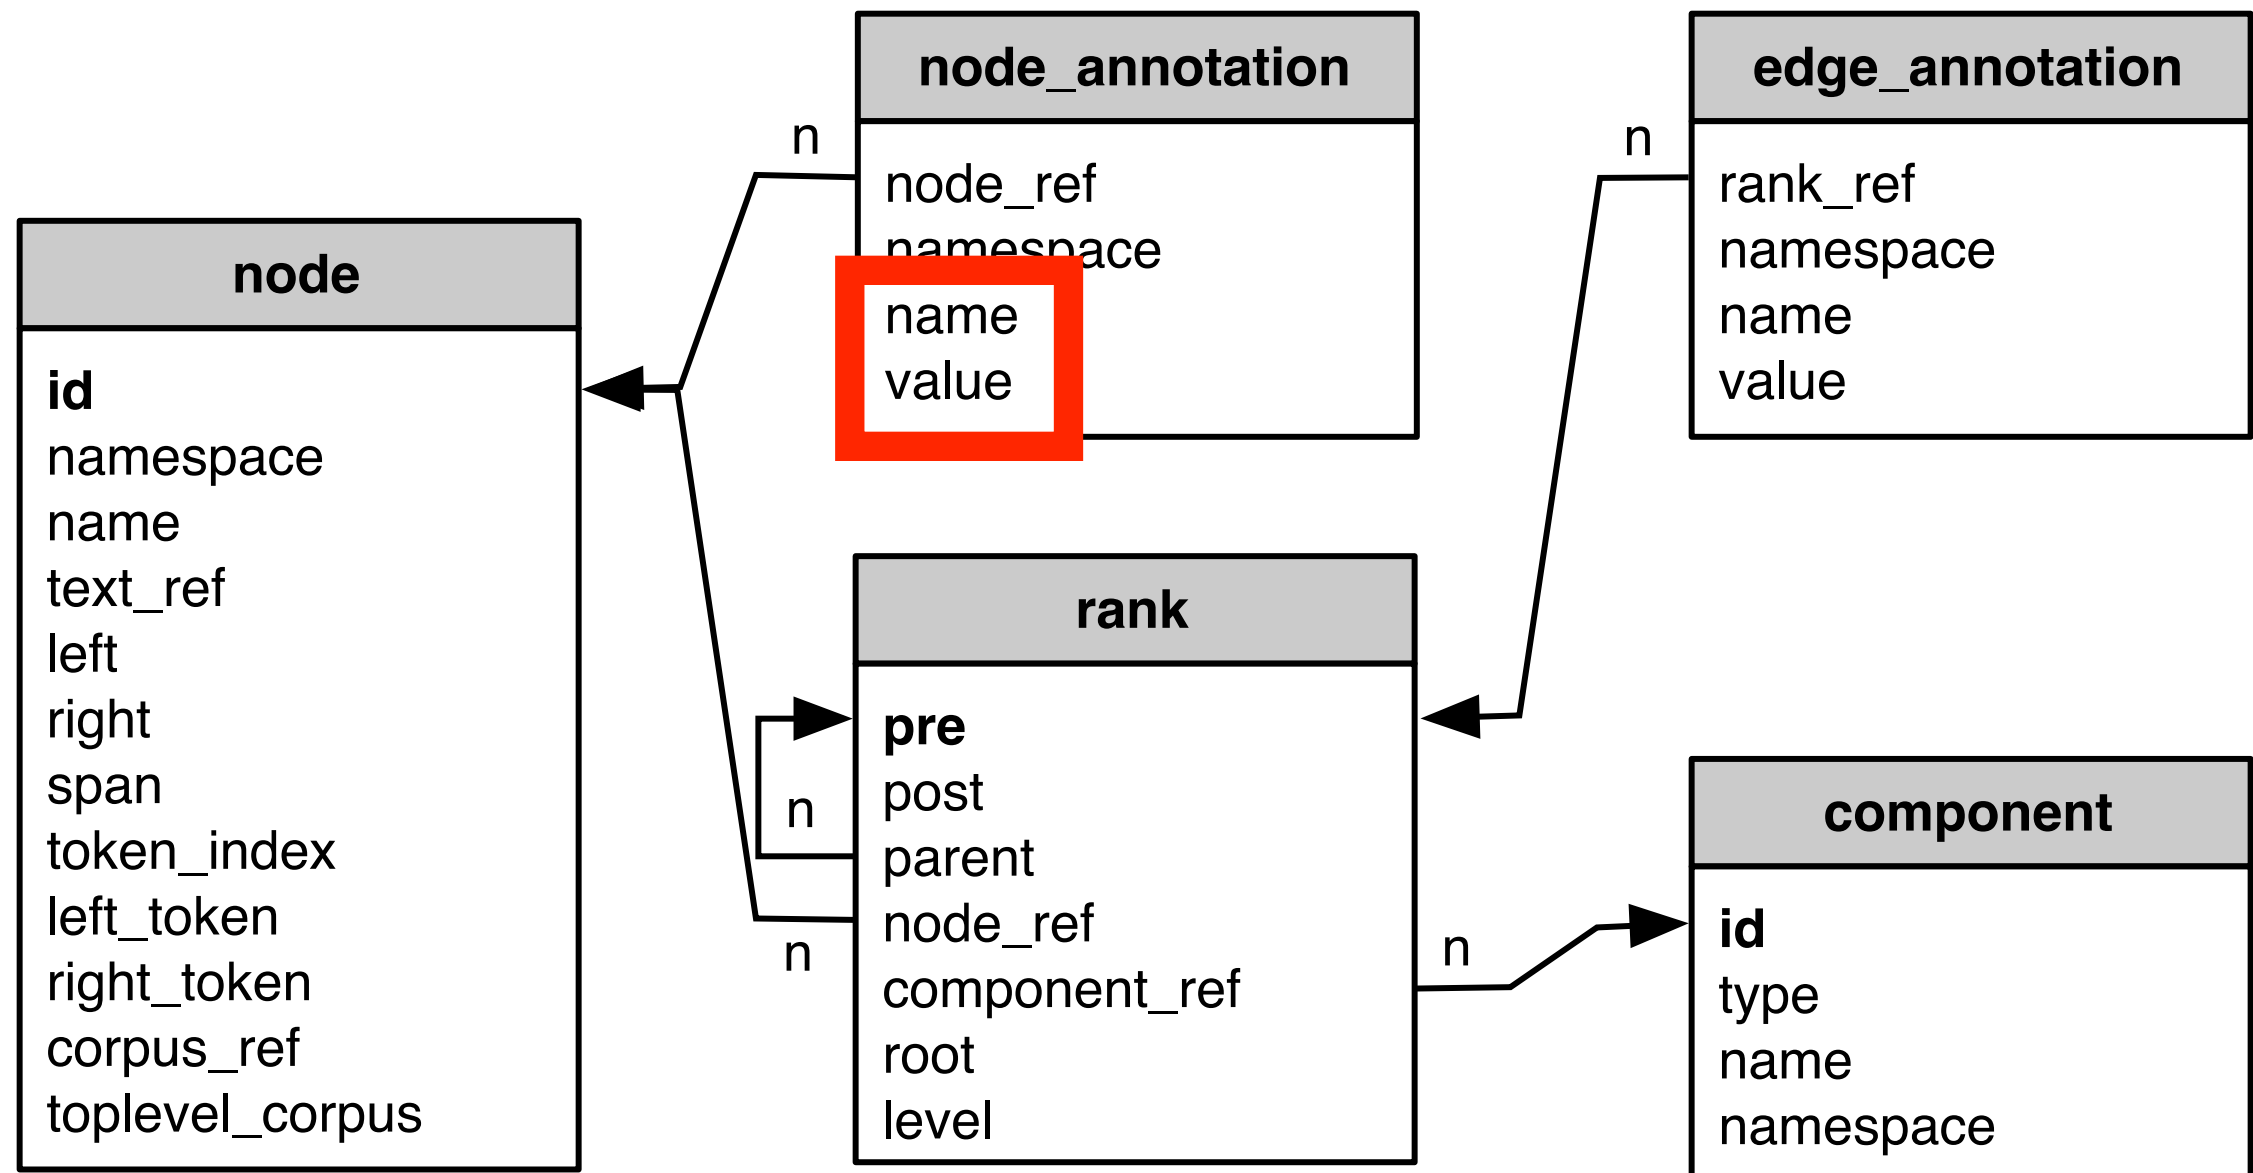 node
id
namespace
name
text_ref
left
right
span
token_index
left_token
right_token
corpus_ref
toplevel_corpus
node_annotation
node_ref
namespace
name
value
n
edge_annotation
rank_ref
namespace
name
value
n
rank
pre
post
parent
node_ref
component_ref
root
level
n
n
n
component
id
type
name
namespace